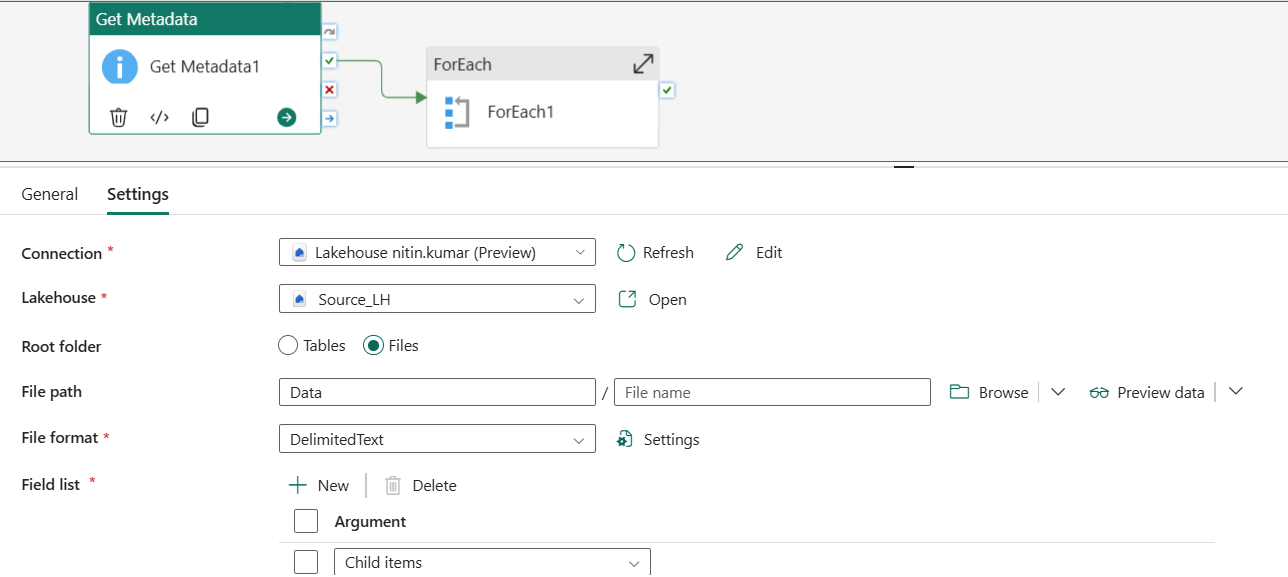 Get Metadata
Get Metadata1
ForEach
ForEach1
General Settings
Connection * Lakehouse nitin.kumar (Preview) Refresh Edit
Lakehouse * Source_LH Open
Root folder Tables Files
File path Data / File name Browse Preview data
File format * DelimitedText Settings
Field list * New Delete
Argument
Child items